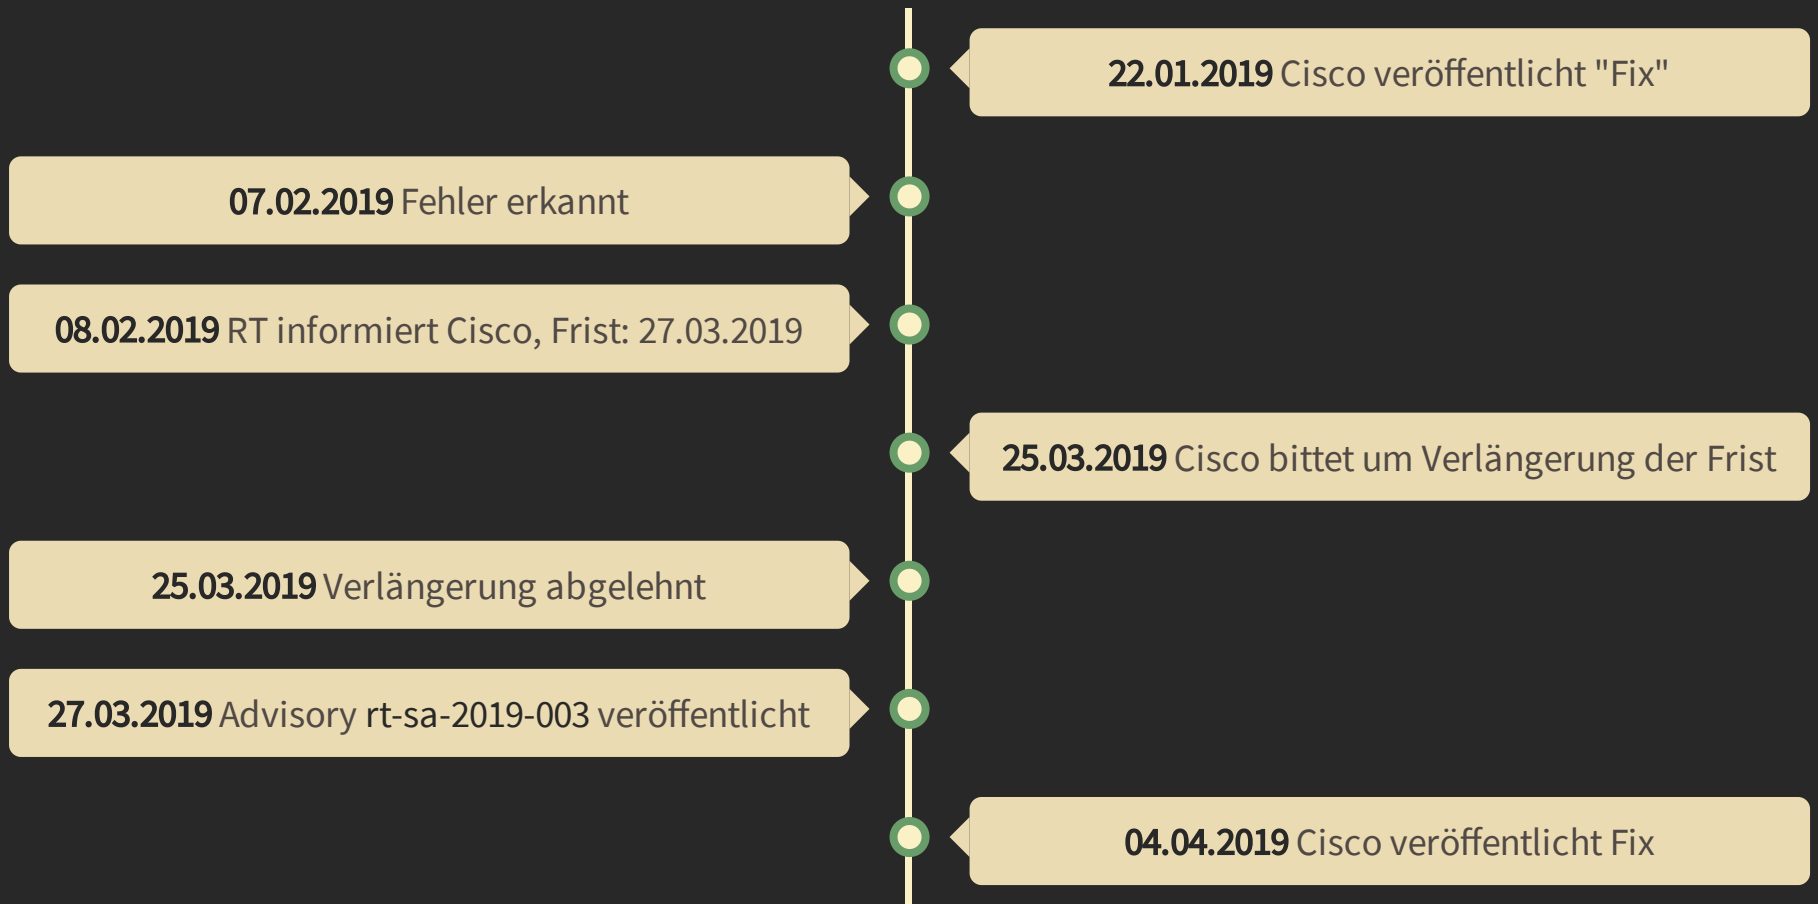 22.01.2019 Cisco veröffentlicht "Fix"
07.02.2019 Fehler erkannt
08.02.2019 RT informiert Cisco, Frist: 27.03.2019
25.03.2019 Cisco bittet um Verlängerung der Frist
25.03.2019 Verlängerung abgelehnt
27.03.2019 Advisory rt-sa-2019-003 veröffentlicht
04.04.2019 Cisco veröffentlicht Fix